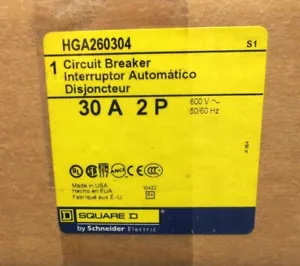 HGA260304
S1
1 Circuit Breaker
Interruptor Automático
Disjoncteur
30 A 2 P
600 V ~
50/60 Hz
Made in USA
Hecho en EUA
Fabriqué aux E.-U
SQUARE D
by Schneider Electric